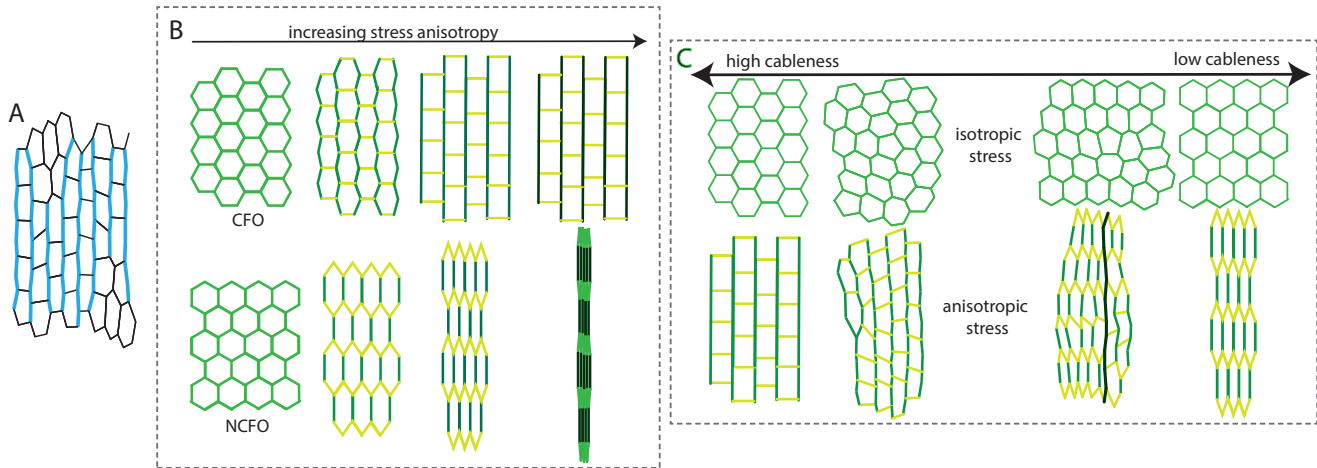 A
B
increasing stress anisotropy
CFO
NCFO
C
high cableness
low cableness
isotropic
stress
anisotropic
stress